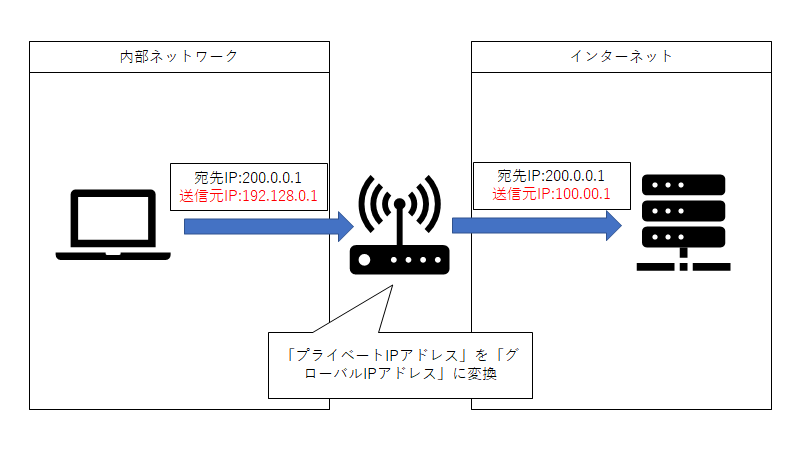 内部ネットワーク
インターネット
宛先IP:200.0.0.1
送信元IP:192.128.0.1
宛先IP:200.0.0.1
送信元IP:100.00.1
「プライベートIPアドレス」を「グ
ローバルIPアドレス」に変換